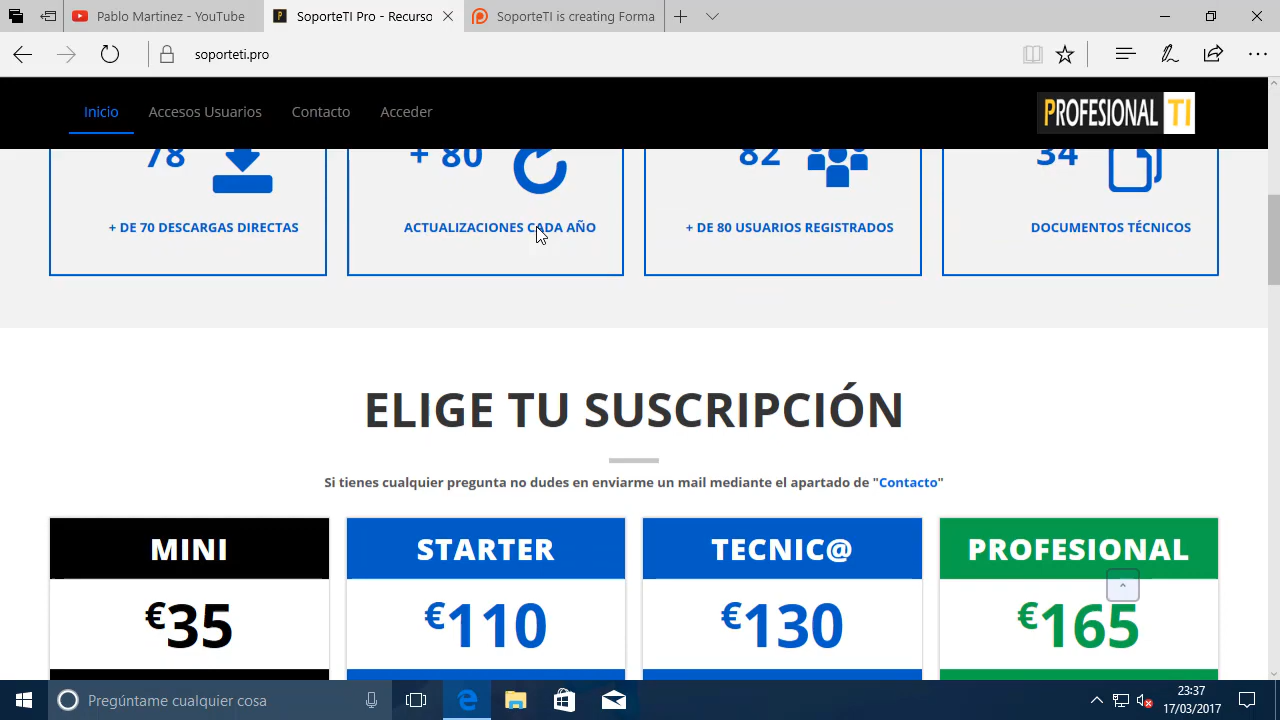 Pablo Martinez - YouTube
SoporteTI Pro - Recurso
SoporteTI is creating Forma
soporteti.pro
Inicio
Accesos Usuarios
Contacto
Acceder
PROFESIONAL TI
78
+ 80
82
34
+ DE 70 DESCARGAS DIRECTAS
ACTUALIZACIONES CADA AÑO
+ DE 80 USUARIOS REGISTRADOS
DOCUMENTOS TÉCNICOS
ELIGE TU SUSCRIPCIÓN
Si tienes cualquier pregunta no dudes en enviarme un mail mediante el apartado de "Contacto"
MINI
STARTER
TECNIC@
PROFESIONAL
€35
€110
€130
€165
Pregúntame cualquier cosa
23:37
17/03/2017